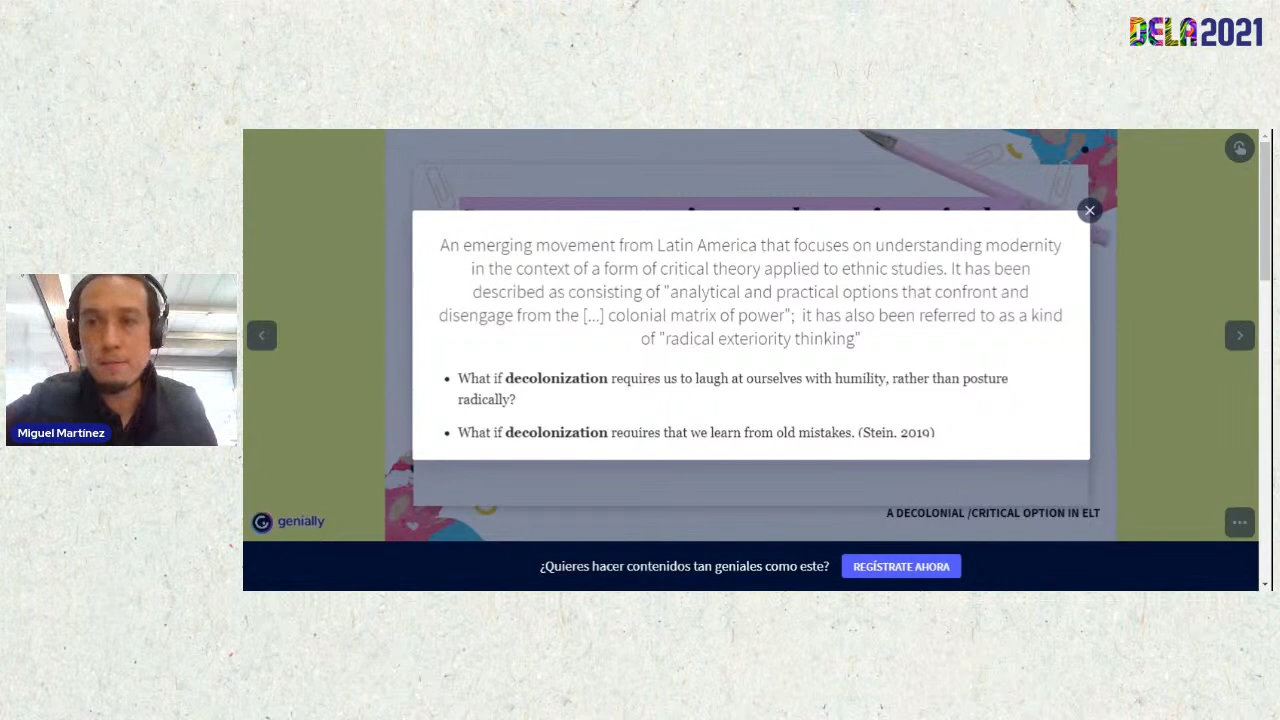 DELA 2021
An emerging movement from Latin America that focuses on understanding modernity
in the context of a form of critical theory applied to ethnic studies. It has been
described as consisting of "analytical and practical options that confront and
disengage from the [...] colonial matrix of power"; it has also been referred to as a kind
of "radical exteriority thinking"
• What if decolonization requires us to laugh at ourselves with humility, rather than posture
radically?
• What if decolonization requires that we learn from old mistakes. (Stein, 2019)
Miguel Martínez
A DECOLONIAL /CRITICAL OPTION IN ELT
genially
¿Quieres hacer contenidos tan geniales como este? REGÍSTRATE AHORA